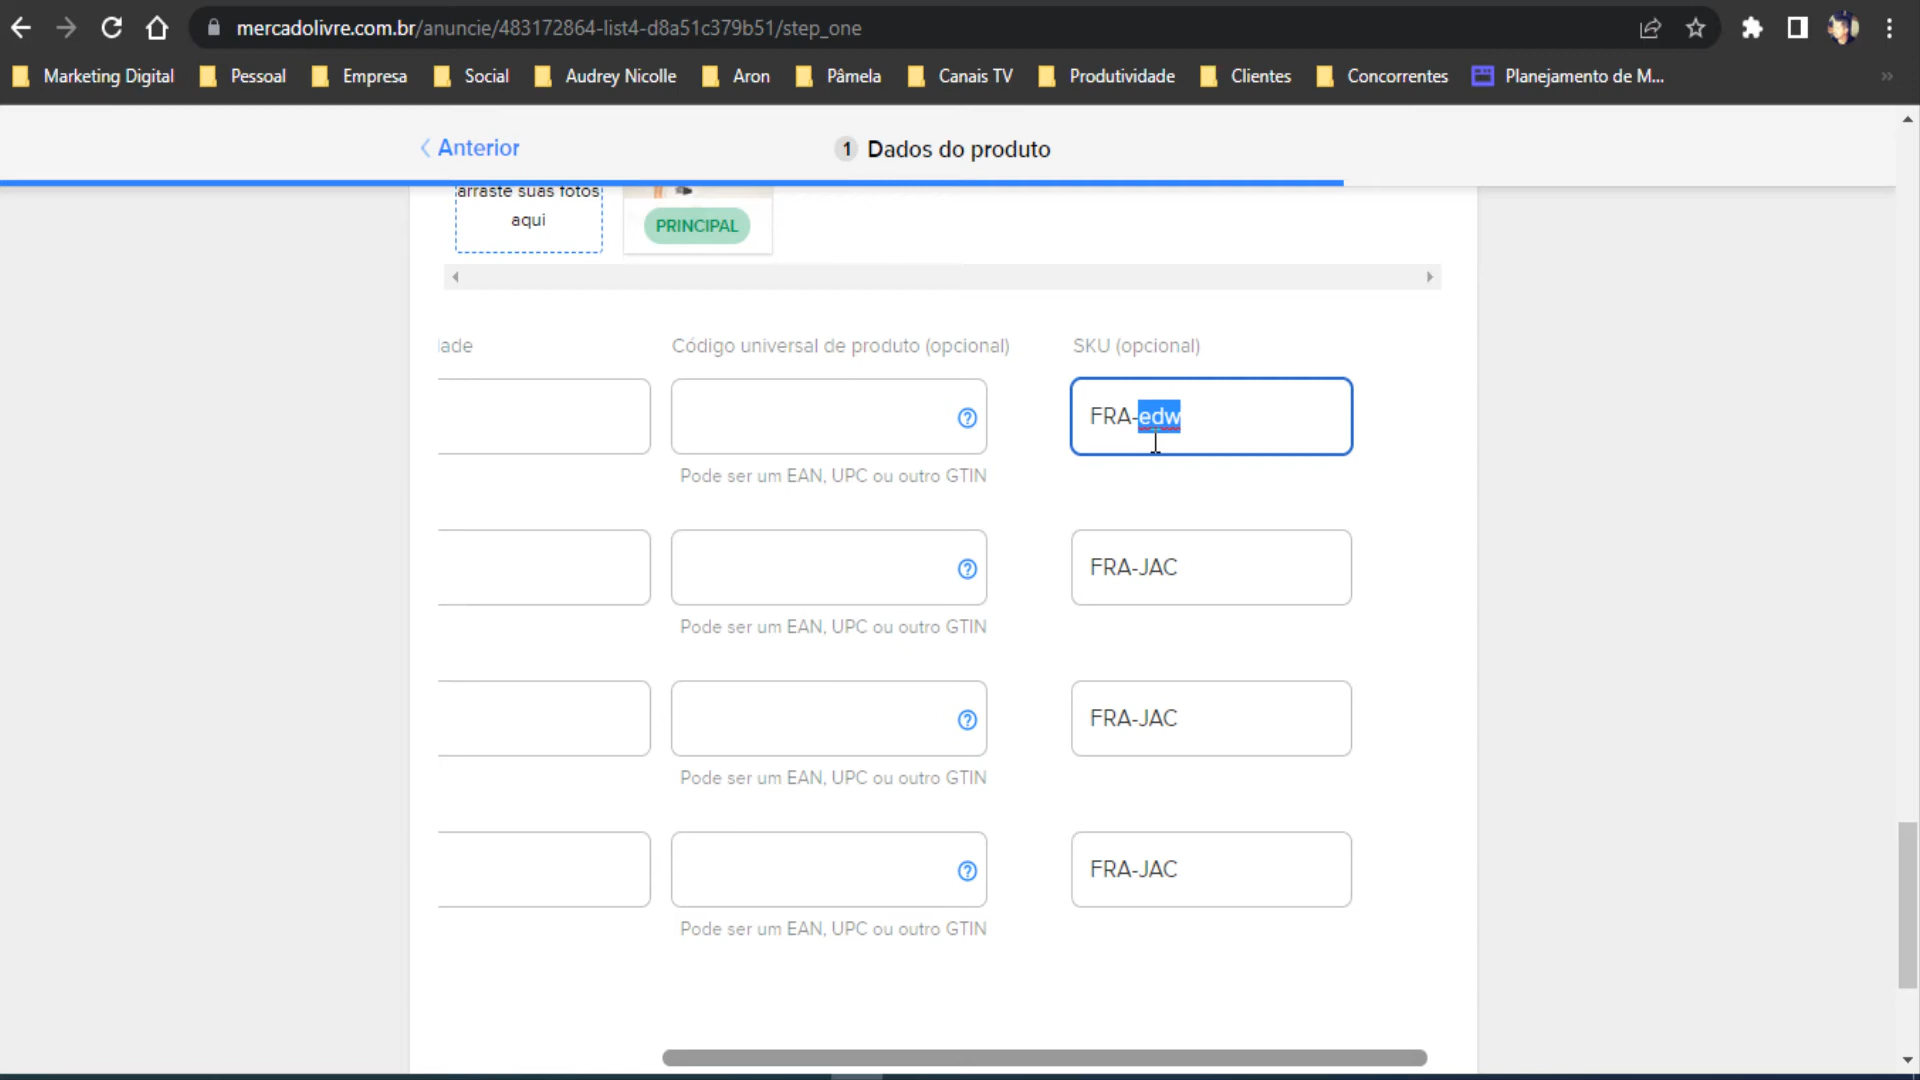 mercadolivre.com.br/anuncie/483172864-list4-d8a51c379b51/step_one
Marketing Digital Pessoal Empresa Social Audrey Nicolle Aron Pâmela Canais TV Produtividade Clientes Concorrentes Planejamento de M... »
Anterior
1 Dados do produto
arraste suas fotos
aqui
PRINCIPAL
lade Código universal de produto (opcional) SKU (opcional)
FRA-edw
Pode ser um EAN, UPC ou outro GTIN
FRA-JAC
Pode ser um EAN, UPC ou outro GTIN
FRA-JAC
Pode ser um EAN, UPC ou outro GTIN
FRA-JAC
Pode ser um EAN, UPC ou outro GTIN